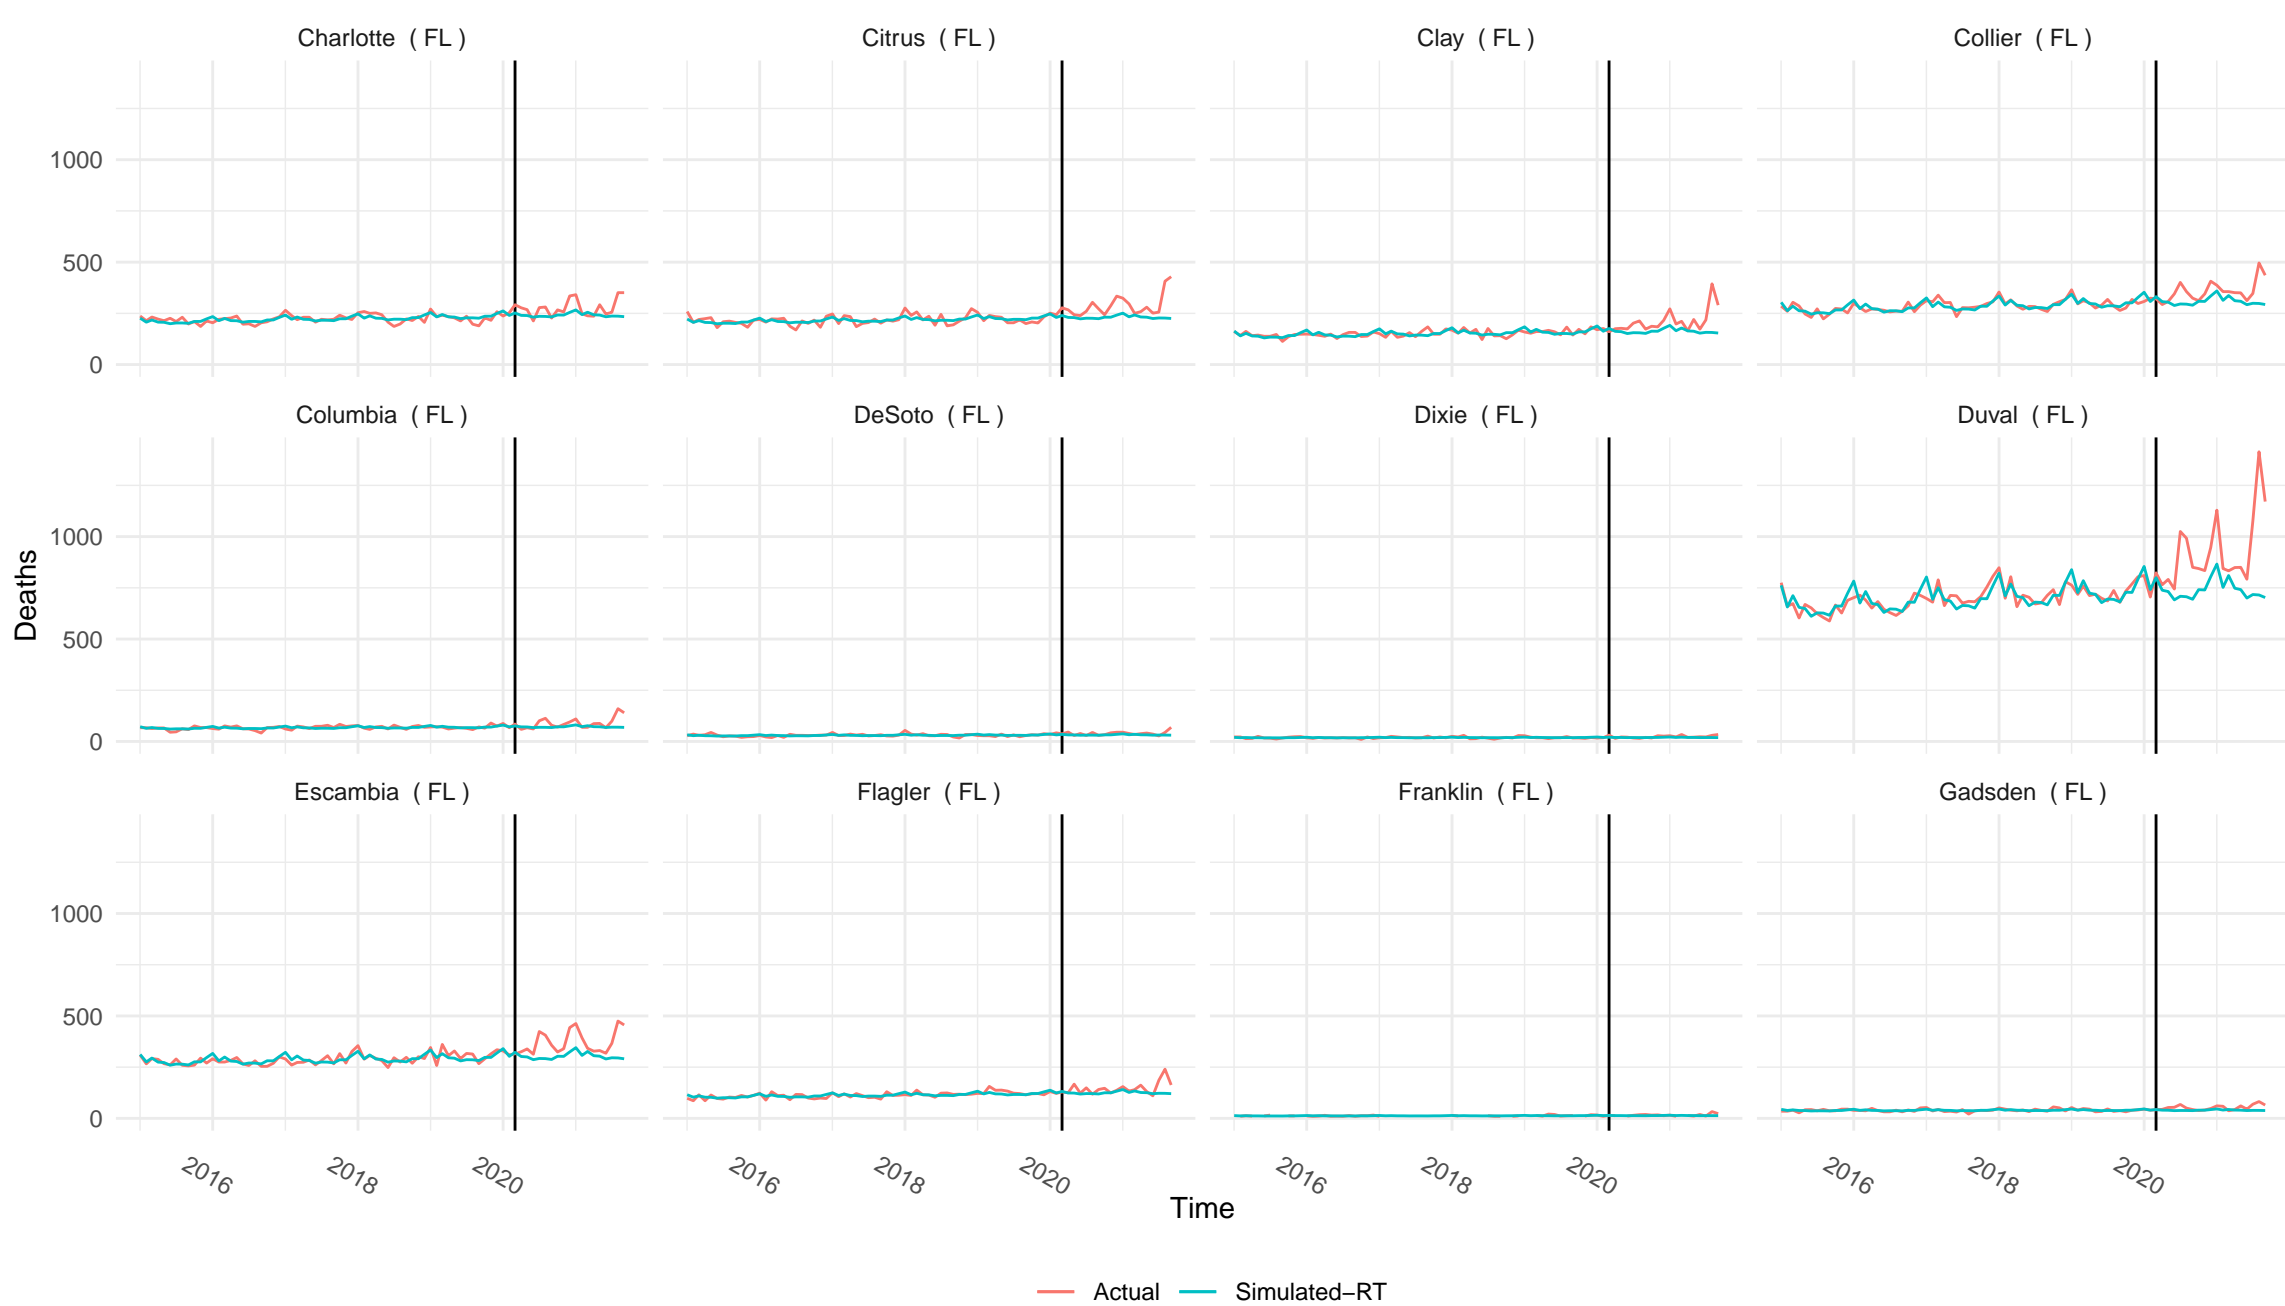 Charlotte ( FL )
Citrus ( FL )
Clay ( FL )
Collier ( FL )
1000
500
0
Columbia ( FL )
DeSoto ( FL )
Dixie ( FL )
Duval ( FL )
1000
500
0
Deaths
Escambia ( FL )
Flagler ( FL )
Franklin ( FL )
Gadsden ( FL )
1000
500
0
2016 2018 2020
2016 2018 2020
2016 2018 2020
2016 2018 2020
Time
Actual Simulated−RT